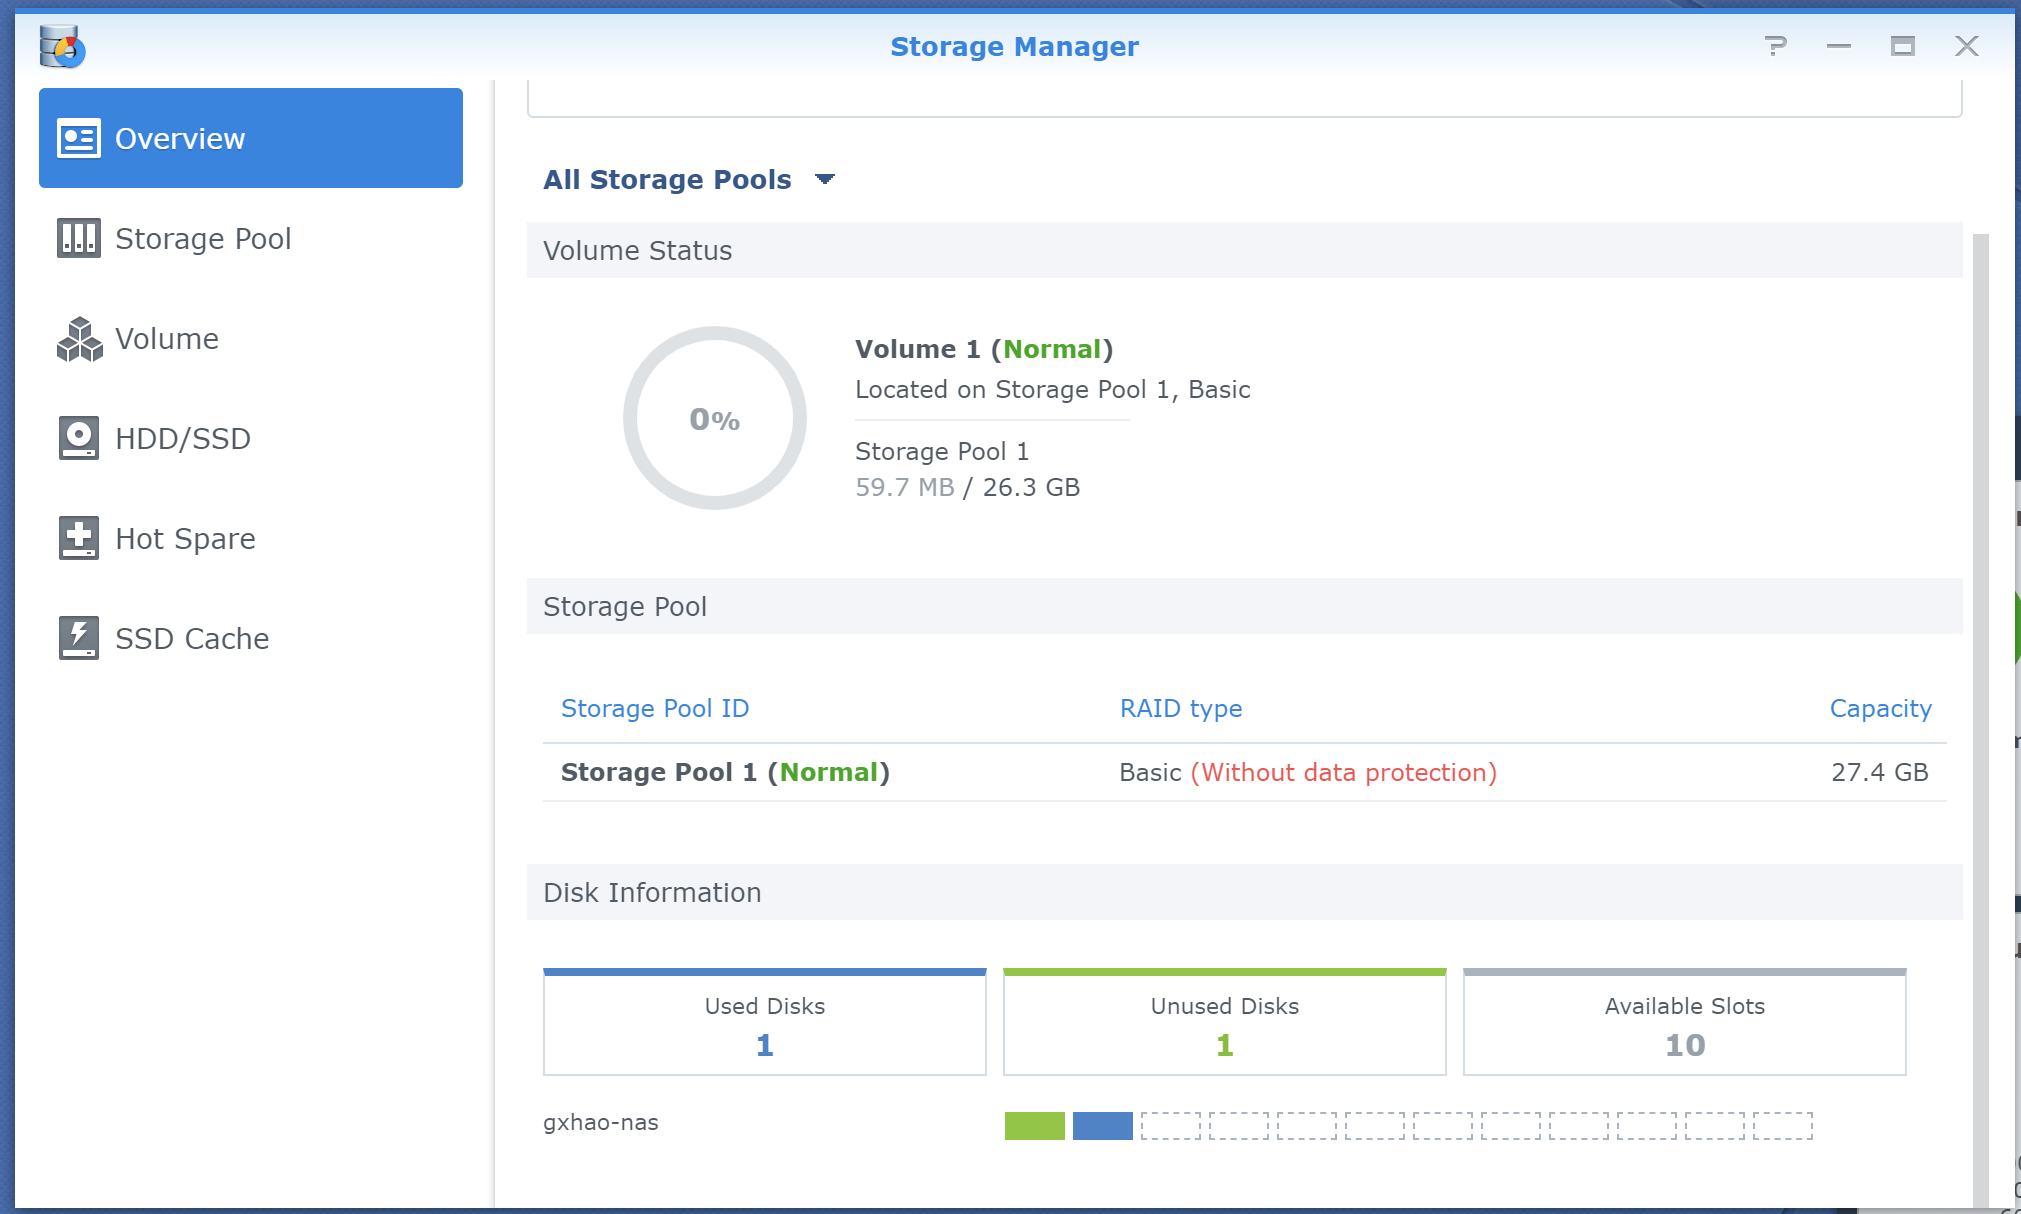 Storage Manager
Overview
Storage Pool
Volume
HDD/SSD
Hot Spare
SSD Cache
All Storage Pools
Volume Status
0%
Volume 1 (Normal)
Located on Storage Pool 1, Basic
Storage Pool 1
59.7 MB / 26.3 GB
Storage Pool
Storage Pool ID RAID type Capacity
Storage Pool 1 (Normal) Basic (Without data protection) 27.4 GB
Disk Information
Used Disks
1
Unused Disks
1
Available Slots
10
gxhao-nas